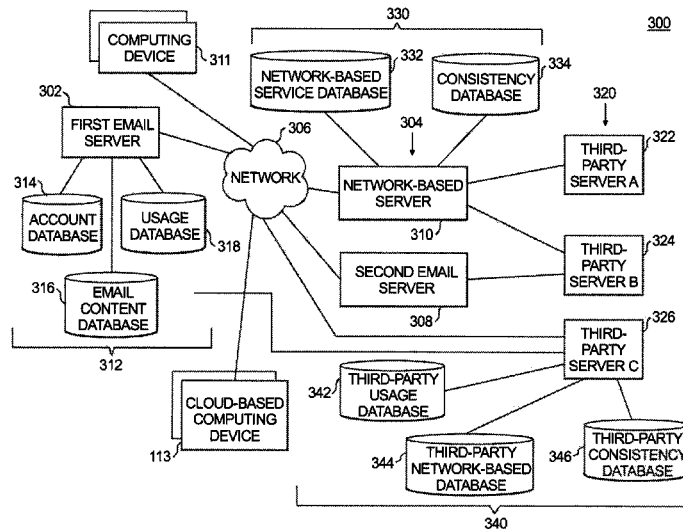 330
300
COMPUTING
DEVICE
311
332
334
NETWORK-BASED
SERVICE DATABASE
CONSISTENCY
DATABASE
302
306
304
320
322
FIRST EMAIL
SERVER
NETWORK
NETWORK-BASED
SERVER
THIRD-
PARTY
SERVER A
314
ACCOUNT
DATABASE
USAGE
DATABASE
318
310
324
THIRD-
PARTY
SERVER B
316
EMAIL
CONTENT
DATABASE
SECOND EMAIL
SERVER
308
326
312
THIRD-
PARTY
SERVER C
342
THIRD-PARTY
USAGE
DATABASE
CLOUD-BASED
COMPUTING
DEVICE
113
344
THIRD-PARTY
NETWORK-BASED
DATABASE
346
THIRD-PARTY
CONSISTENCY
DATABASE
340